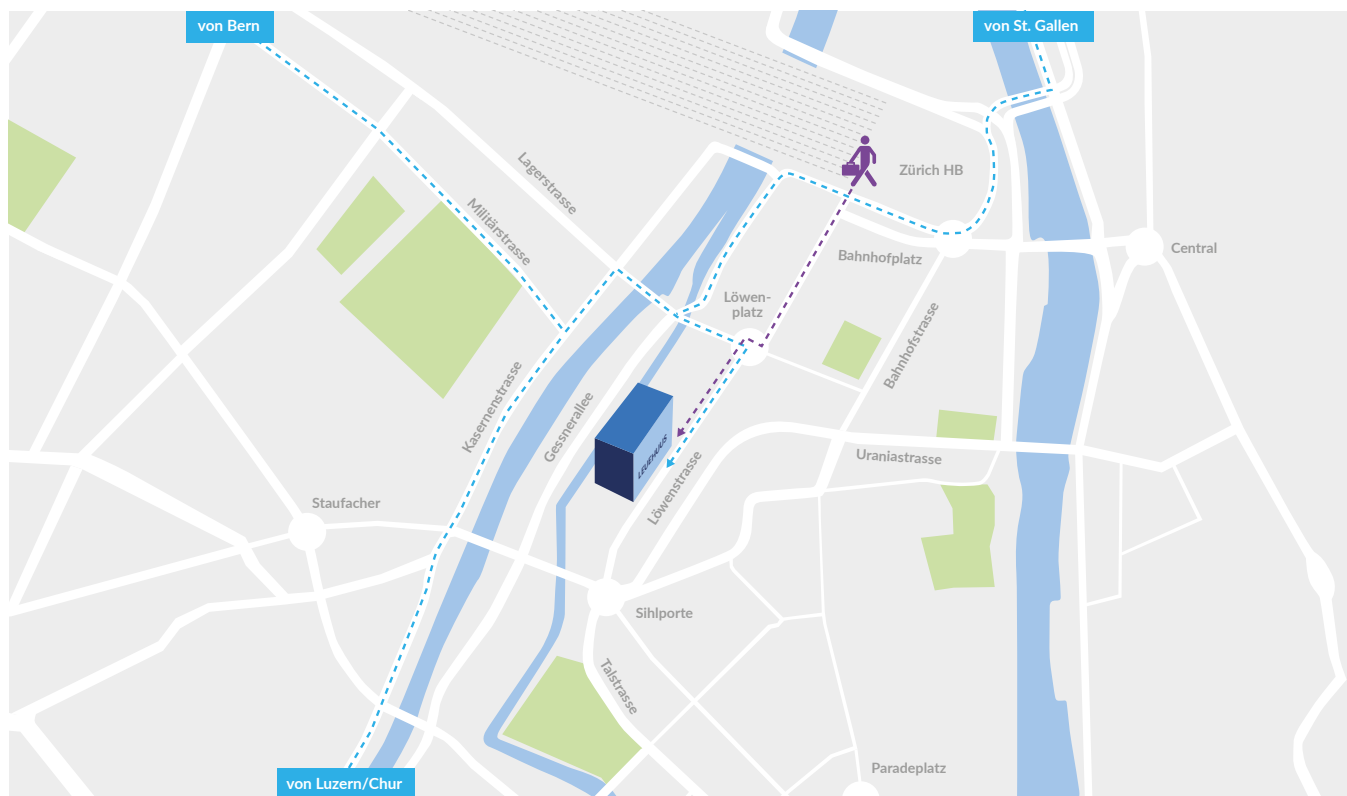 von Bern
von St. Gallen
Lagerstrasse
Zürich HB
Militärstrasse
Central
Bahnhofplatz
Löwen-
platz
Bahnhofstrasse
Kasernenstrasse
Gessnerallee
LEUEHUUS
Uraniastrasse
Löwenstrasse
Staufacher
Sihlporte
Talstrasse
Paradeplatz
von Luzern/Chur